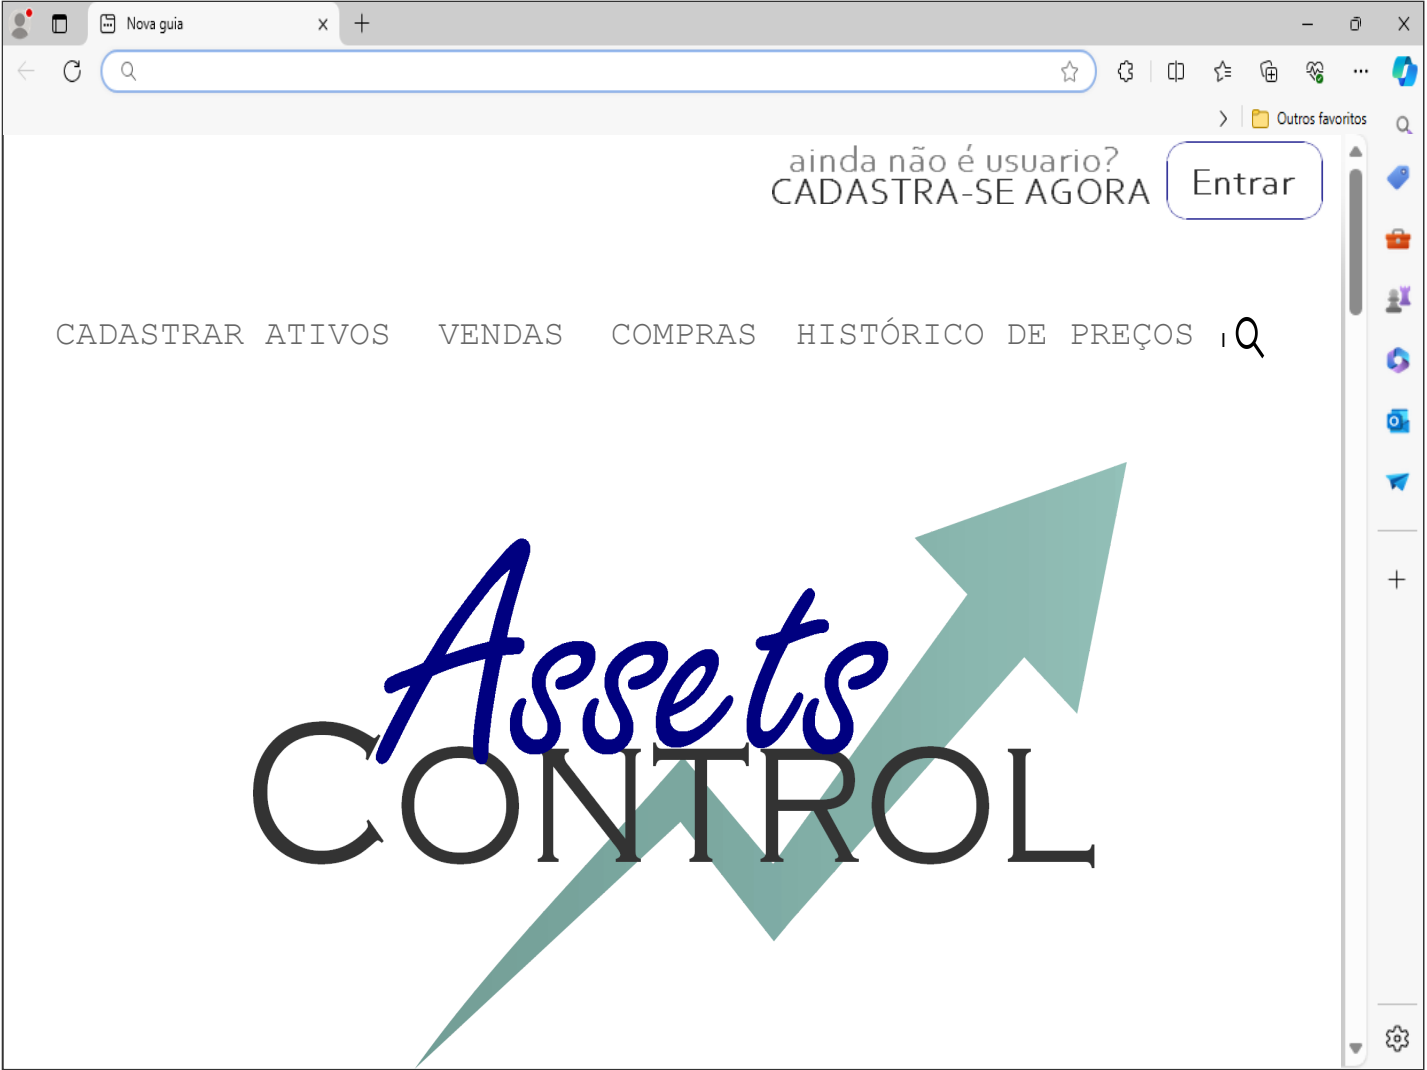 Nova guia
Outros favoritos
ainda não é usuario?
CADASTRA-SE AGORA
Entrar
CADASTRAR ATIVOS VENDAS COMPRAS HISTÓRICO DE PREÇOS
Assets
CONTROL